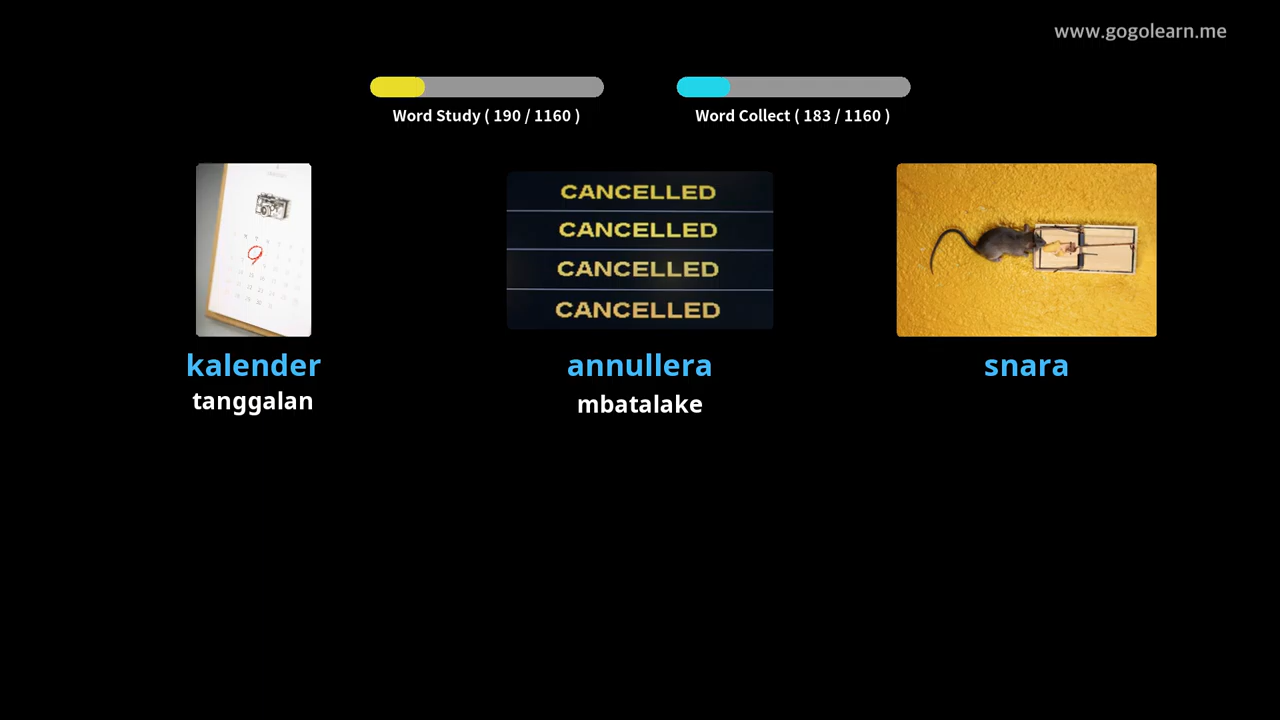 www.gogolearn.me
Word Study ( 190 / 1160 )
Word Collect ( 183 / 1160 )
CANCELLED
CANCELLED
CANCELLED
CANCELLED
kalender
tanggalan
annullera
mbatalake
snara